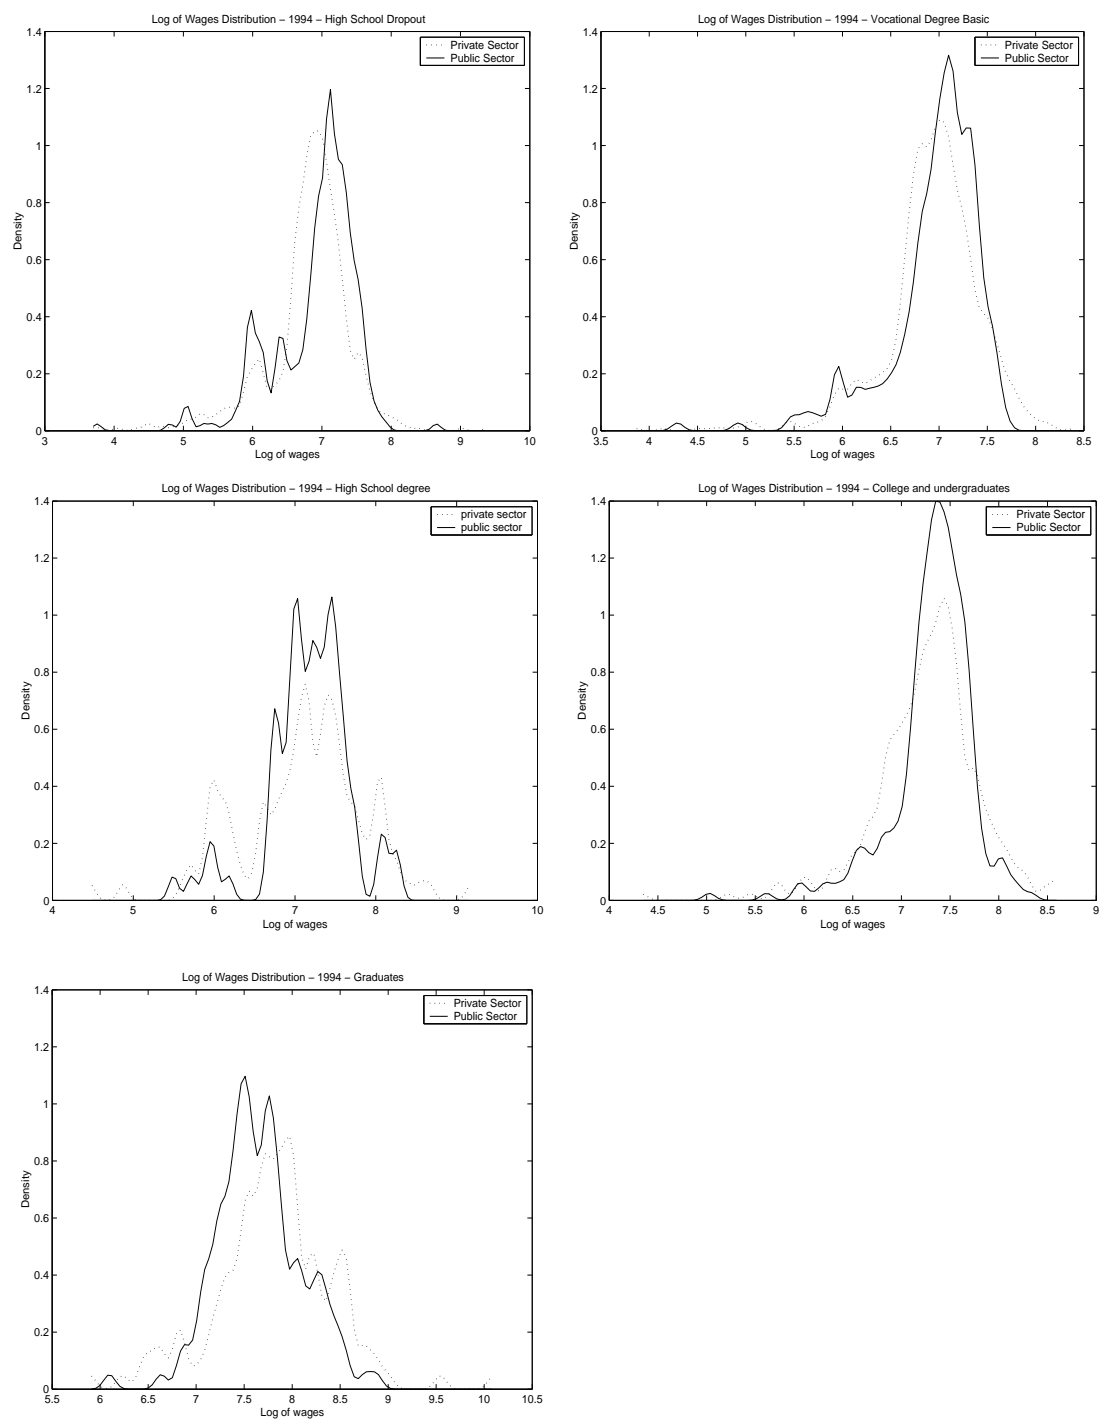 Log of Wages Distribution − 1994 − High School Dropout
1.4
1.2
1
0.8
0.6
0.4
0.2
0
Density
3 4 5 6 7 8 9 10
Log of wages
Private Sector
Public Sector
Log of Wages Distribution − 1994 − Vocational Degree Basic
1.4
1.2
1
0.8
0.6
0.4
0.2
0
Density
3.5 4 4.5 5 5.5 6 6.5 7 7.5 8 8.5
Log of wages
Private Sector
Public Sector
Log of Wages Distribution − 1994 − High School degree
1.4
1.2
1
0.8
0.6
0.4
0.2
0
Density
4 5 6 7 8 9 10
Log of wages
private sector
public sector
Log of Wages Distribution − 1994 − College and undergraduates
1.4
1.2
1
0.8
0.6
0.4
0.2
0
Density
4 4.5 5 5.5 6 6.5 7 7.5 8 8.5 9
Log of wages
Private Sector
Public Sector
Log of Wages Distribution − 1994 − Graduates
1.4
1.2
1
0.8
0.6
0.4
0.2
0
Density
5.5 6 6.5 7 7.5 8 8.5 9 9.5 10 10.5
Log of wages
Private Sector
Public Sector